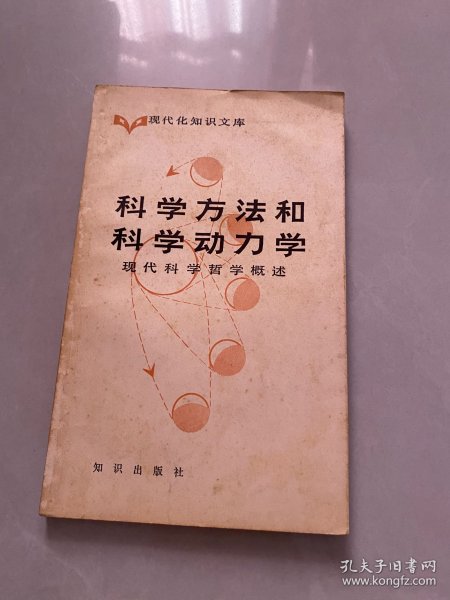 现代化知识文库
科学方法和
科学动力学
现代科学哲学概述
知识出版社
孔夫子旧书网
www.kongfz.com